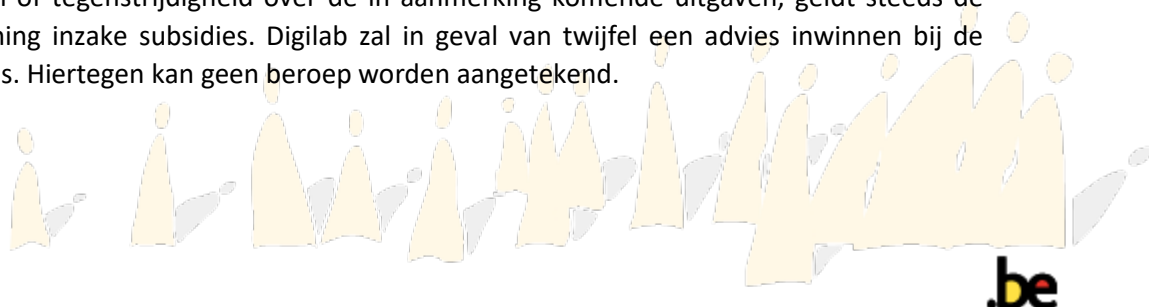 of tegenstrijdigheid over de in aanmerking komende uitgaven, geldt steeds de
ning inzake subsidies. Digilab zal in geval van twijfel een advies inwinnen bij de
s. Hiertegen kan geen beroep worden aangetekend.
.be